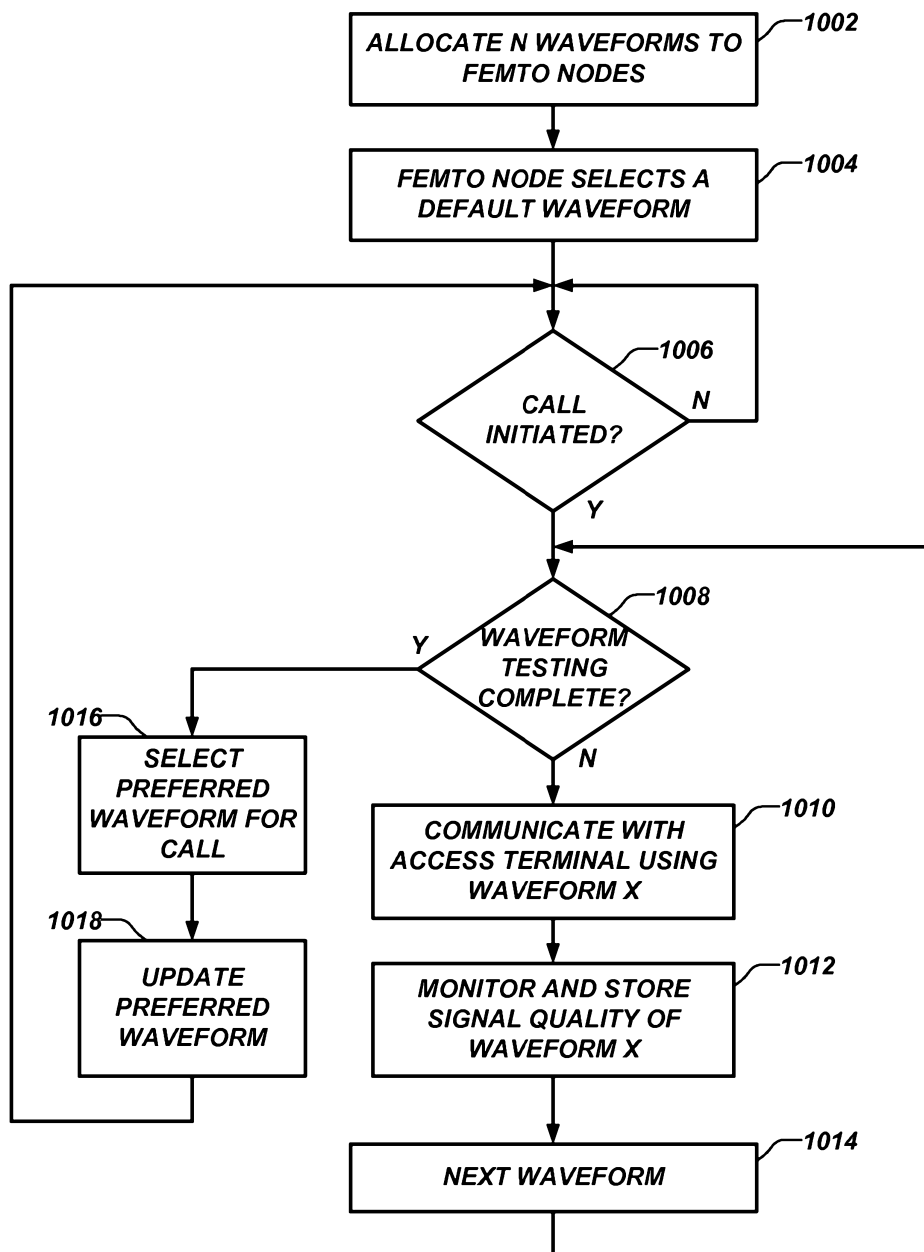 1002
ALLOCATE N WAVEFORMS TO
FEMTO NODES
1004
FEMTO NODE SELECTS A
DEFAULT WAVEFORM
1006
CALL
INITIATED?
N
Y
1008
WAVEFORM
TESTING
COMPLETE?
Y
N
1016
SELECT
PREFERRED
WAVEFORM FOR
CALL
1010
COMMUNICATE WITH
ACCESS TERMINAL USING
WAVEFORM X
1018
UPDATE
PREFERRED
WAVEFORM
1012
MONITOR AND STORE
SIGNAL QUALITY OF
WAVEFORM X
1014
NEXT WAVEFORM